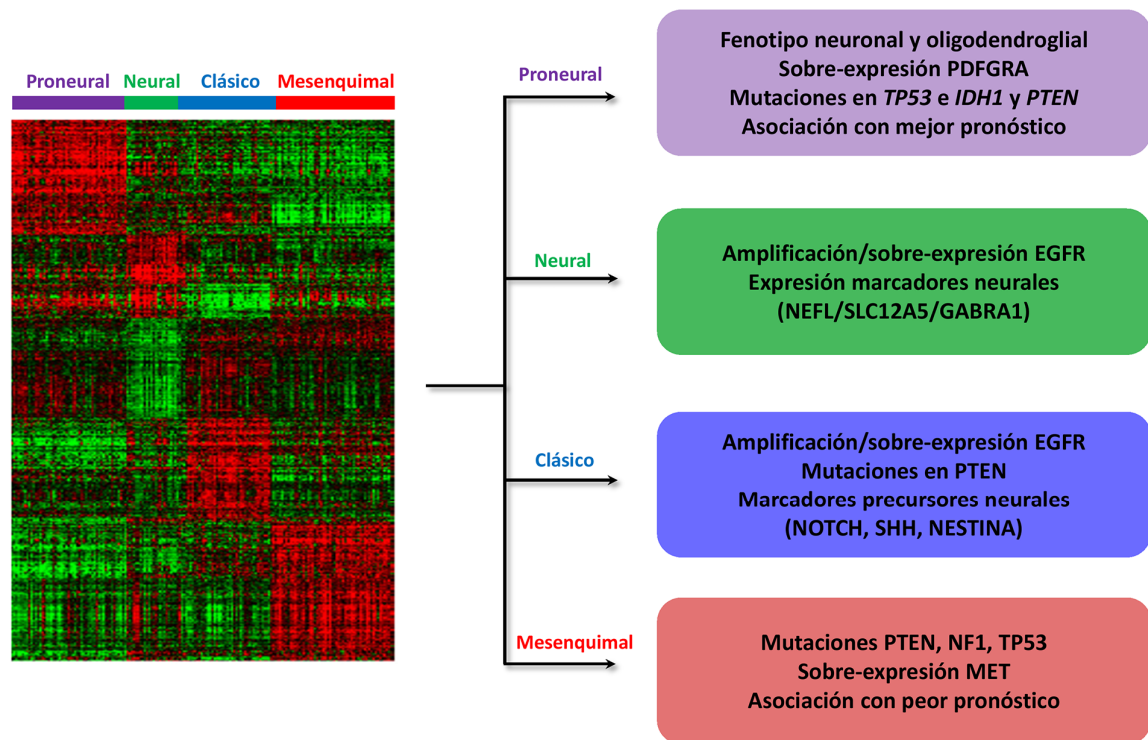 Proneural Neural Clásico Mesenquimal
Proneural
Fenotipo neuronal y oligodendroglial
Sobre-expresión PDFGRA
Mutaciones en TP53 e IDH1 y PTEN
Asociación con mejor pronóstico
Neural
Amplificación/sobre-expresión EGFR
Expresión marcadores neurales
(NEFL/SLC12A5/GABRA1)
Clásico
Amplificación/sobre-expresión EGFR
Mutaciones en PTEN
Marcadores precursores neurales
(NOTCH, SHH, NESTINA)
Mesenquimal
Mutaciones PTEN, NF1, TP53
Sobre-expresión MET
Asociación con peor pronóstico